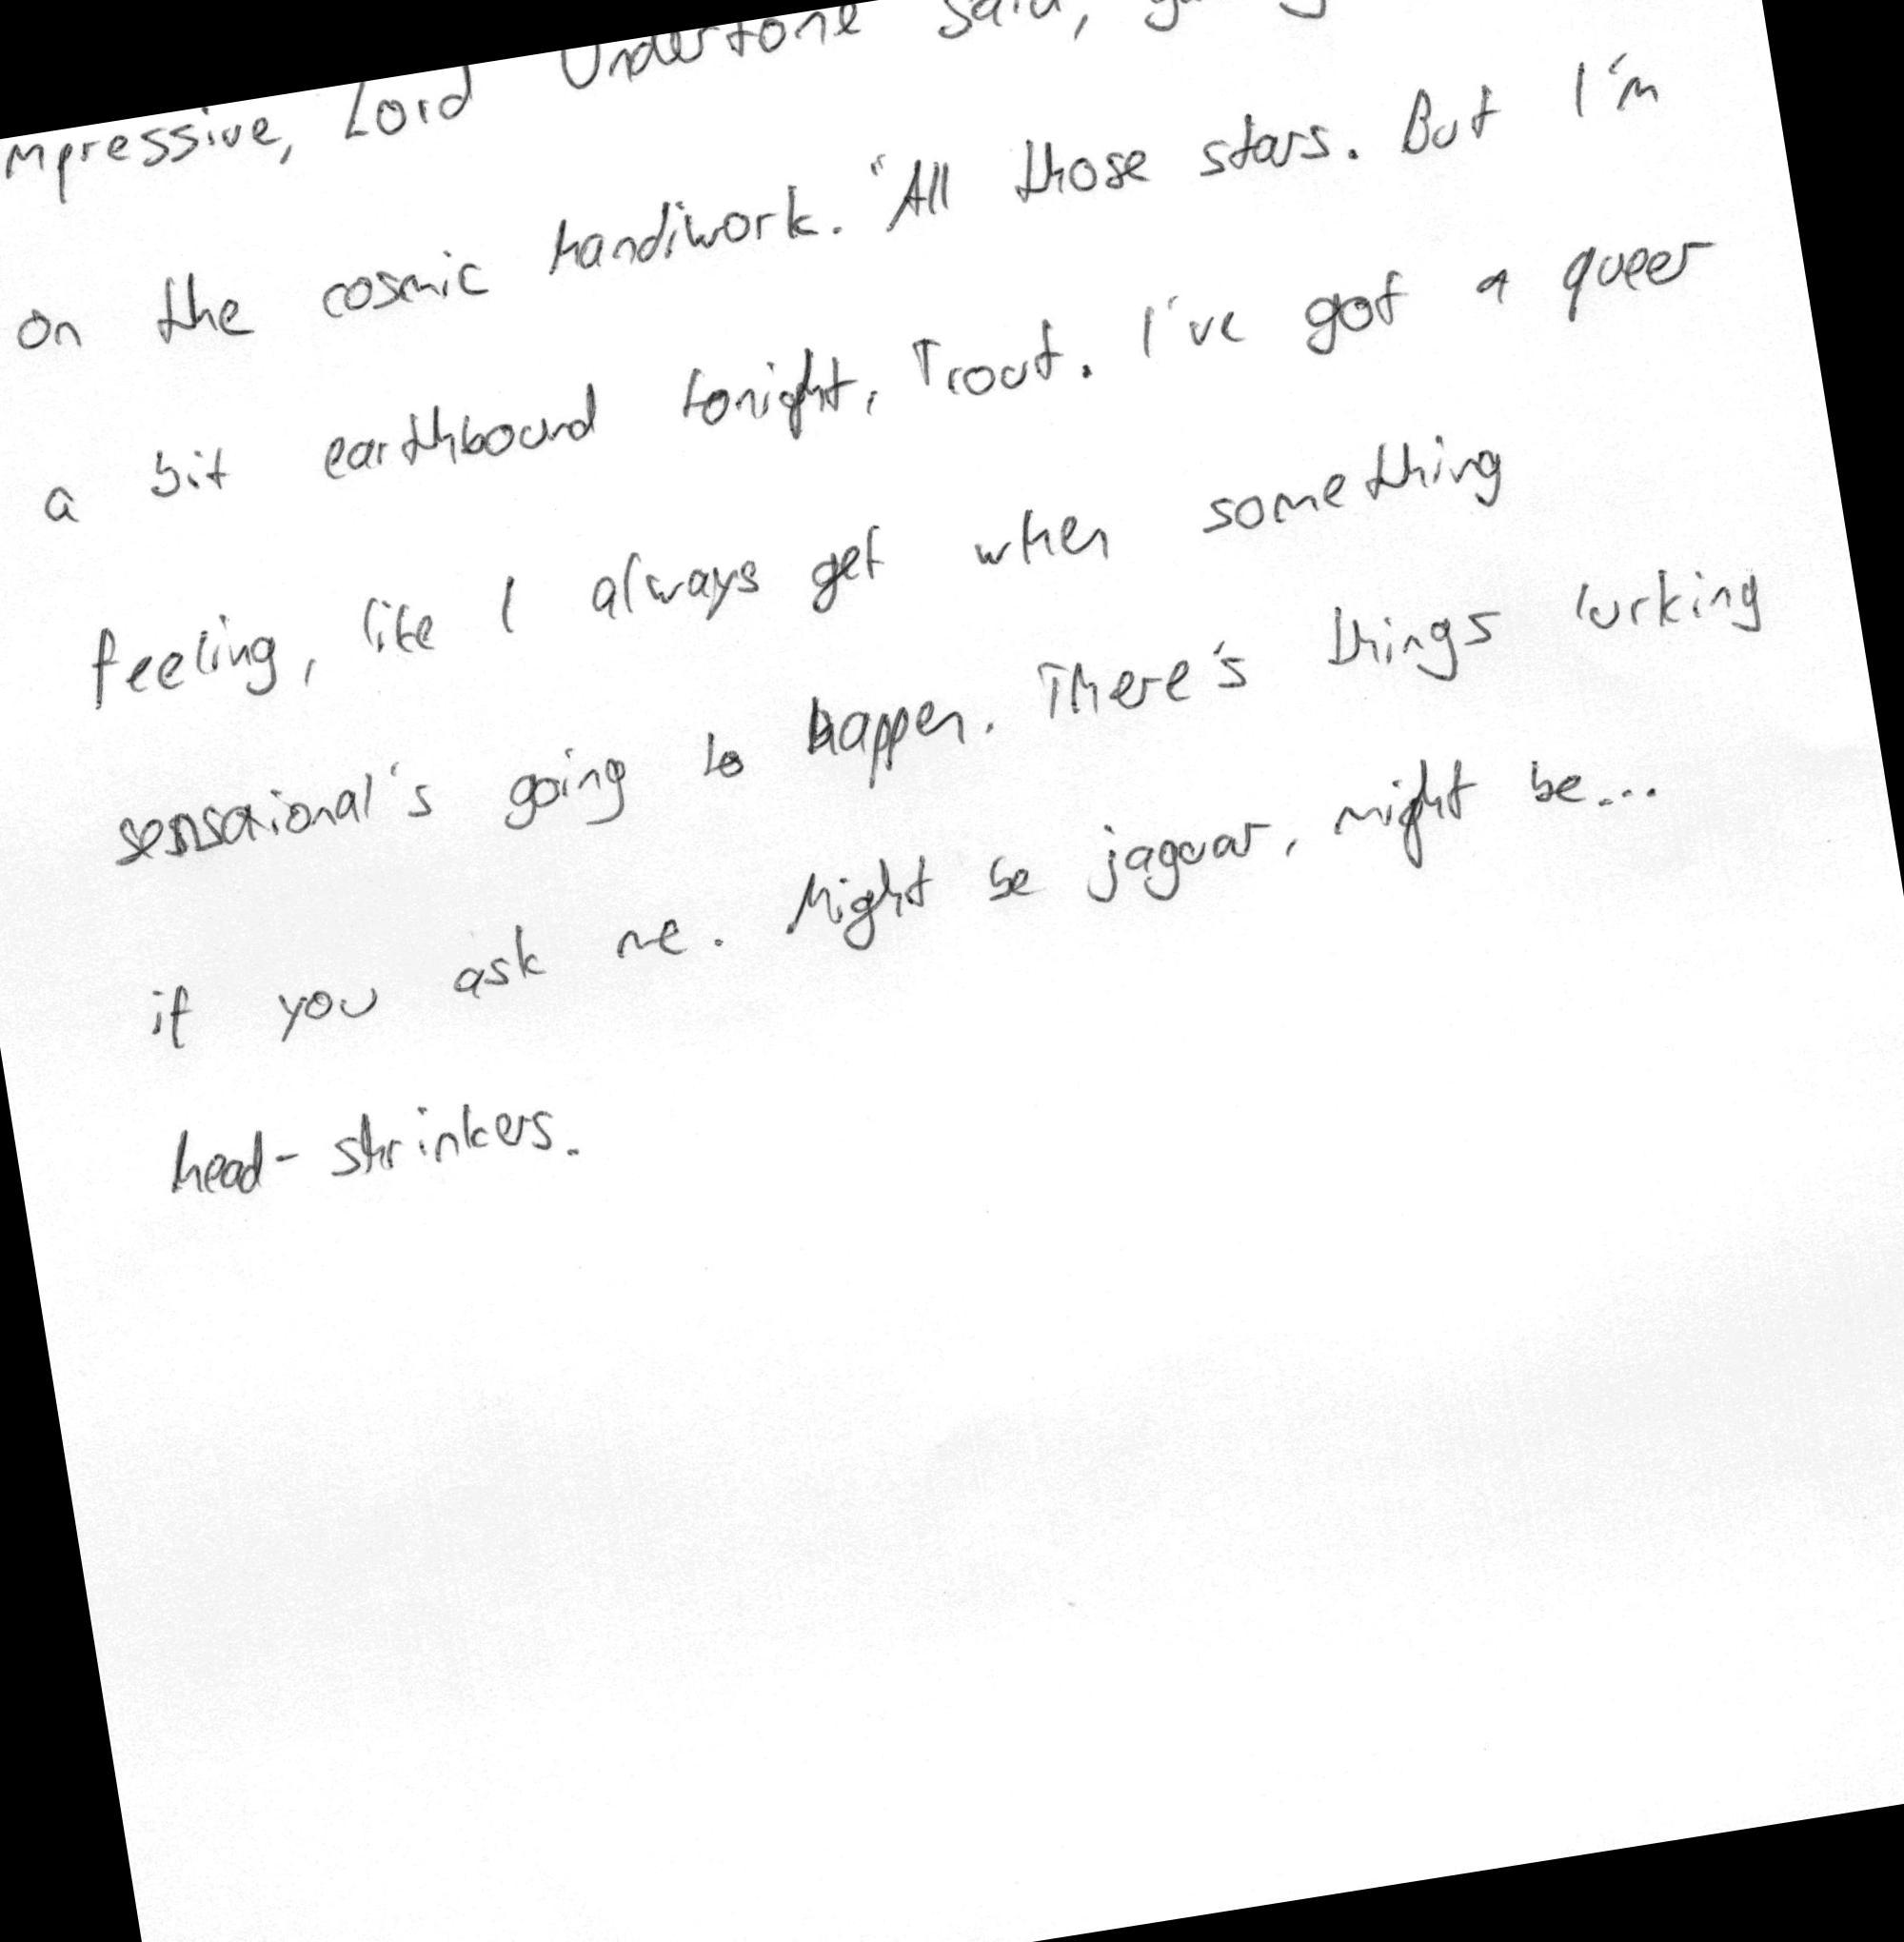 mpressive, Lord Undertone said,
on the cosmic handiwork. "All those stars. But I'm
a bit earthbound tonight, Trout. I've got a queer
feeling, like I always get when something
sensaional's going to happen. There's things lurking
if you ask me. Might be jaguar, might be...
head-shrinkers.